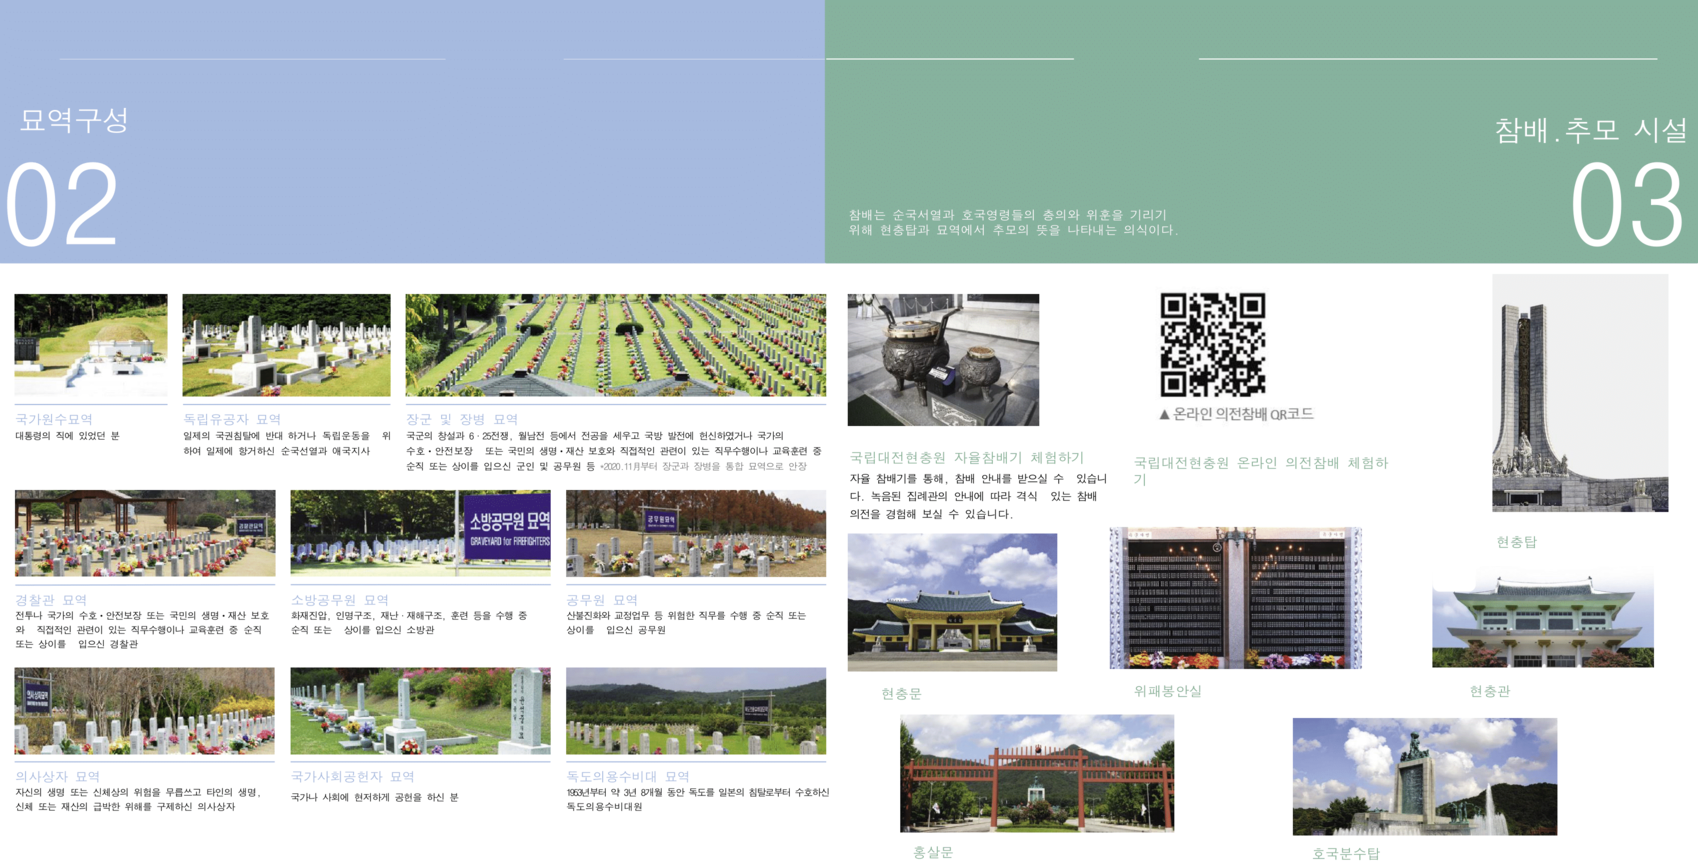 묘역구성
02
국가원수묘역
대통령의 직에 있었던 분
독립유공자 묘역
일제의 국권침탈에 반대 하거나 독립운동을 위
하여 일제에 항거하신 순국선열과 애국지사
장군 및 장병 묘역
국군의 창설과 6·25전쟁, 월남전 등에서 전공을 세우고 국방 발전에 헌신하였거나 국가의
수호·안전보장 또는 국민의 생명·재산 보호와 직접적인 관련이 있는 직무수행이나 교육훈련 중
순직 또는 상이를 입으신 군인 및 공무원 등 *2020.11月부터 장군과 장병을 통합 묘역으로 안장
경찰관묘역
경찰관 묘역
전투나 국가의 수호·안전보장 또는 국민의 생명·재산 보호
와 직접적인 관련이 있는 직무수행이나 교육훈련 중 순직
또는 상이를 입으신 경찰관
소방공무원 묘역
GRAVEYARD for FIREFIGHTERS
소방공무원 묘역
화재진압, 인명구조, 재난·재해구조, 훈련 등을 수행 중
순직 또는 상이를 입으신 소방관
공무원묘역
공무원 묘역
산불진화와 교정업무 등 위험한 직무를 수행 중 순직 또는
상이를 입으신 공무원
의사상자묘역
의사상자 묘역
자신의 생명 또는 신체상의 위험을 무릅쓰고 타인의 생명,
신체 또는 재산의 급박한 위해를 구제하신 의사상자
국가사회공헌자 묘역
국가나 사회에 현저하게 공헌을 하신 분
독도의용수비대 묘역
1953년부터 약 3년 8개월 동안 독도를 일본의 침탈로부터 수호하신
독도의용수비대원
참배.추모 시설
03
참배는 순국서열과 호국영령들의 충의와 위훈을 기리기
위해 현충탑과 묘역에서 추모의 뜻을 나타내는 의식이다.
▲ 온라인 의전참배 QR코드
국립대전현충원 자율참배기 체험하기
자율 참배기를 통해, 참배 안내를 받으실 수 있습니
다. 녹음된 집례관의 안내에 따라 격식 있는 참배
의전을 경험해 보실 수 있습니다.
국립대전현충원 온라인 의전참배 체험하
기
현충탑
현충문
위패봉안실
현충관
홍살문
호국분수탑